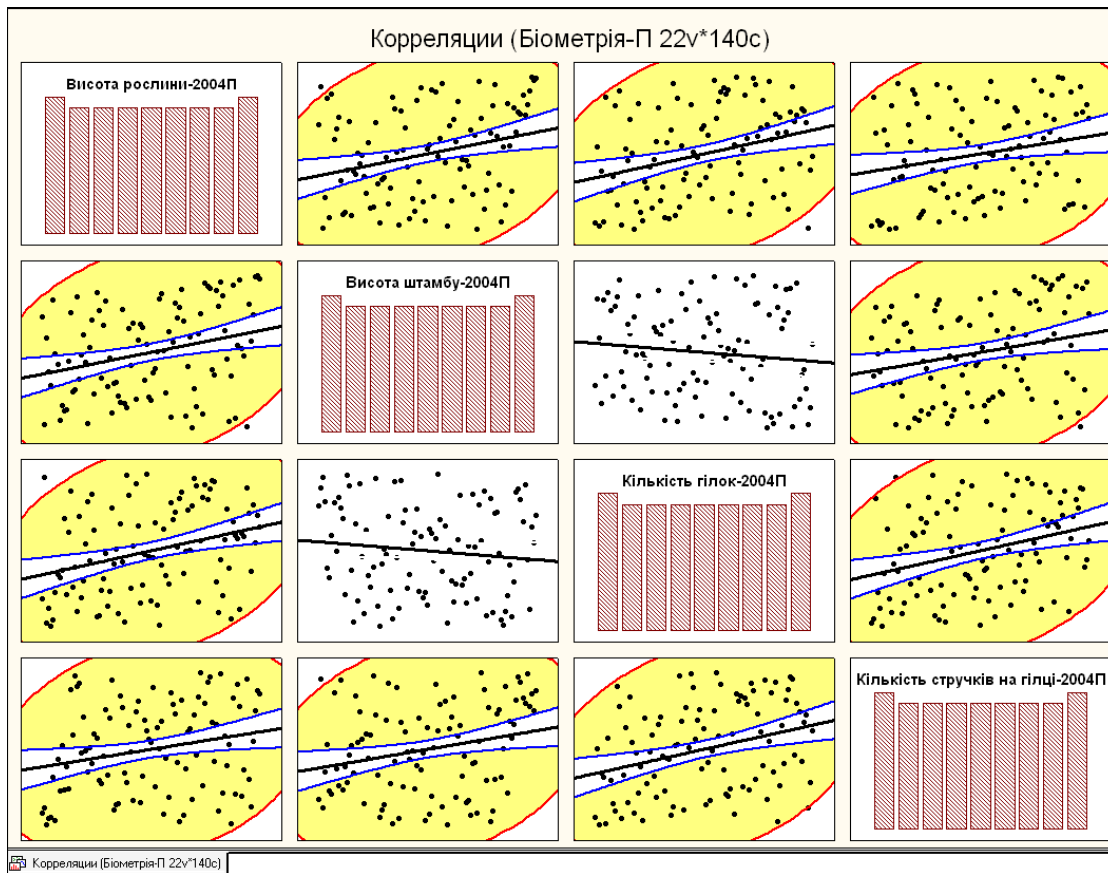 Корреляции (Біометрія-П 22v*140c)
Висота рослини-2004П
Висота штамбу-2004П
Кількість гілок-2004П
Кількість стручків на гілці-2004П
Корреляции (Біометрія-П 22v*140c)